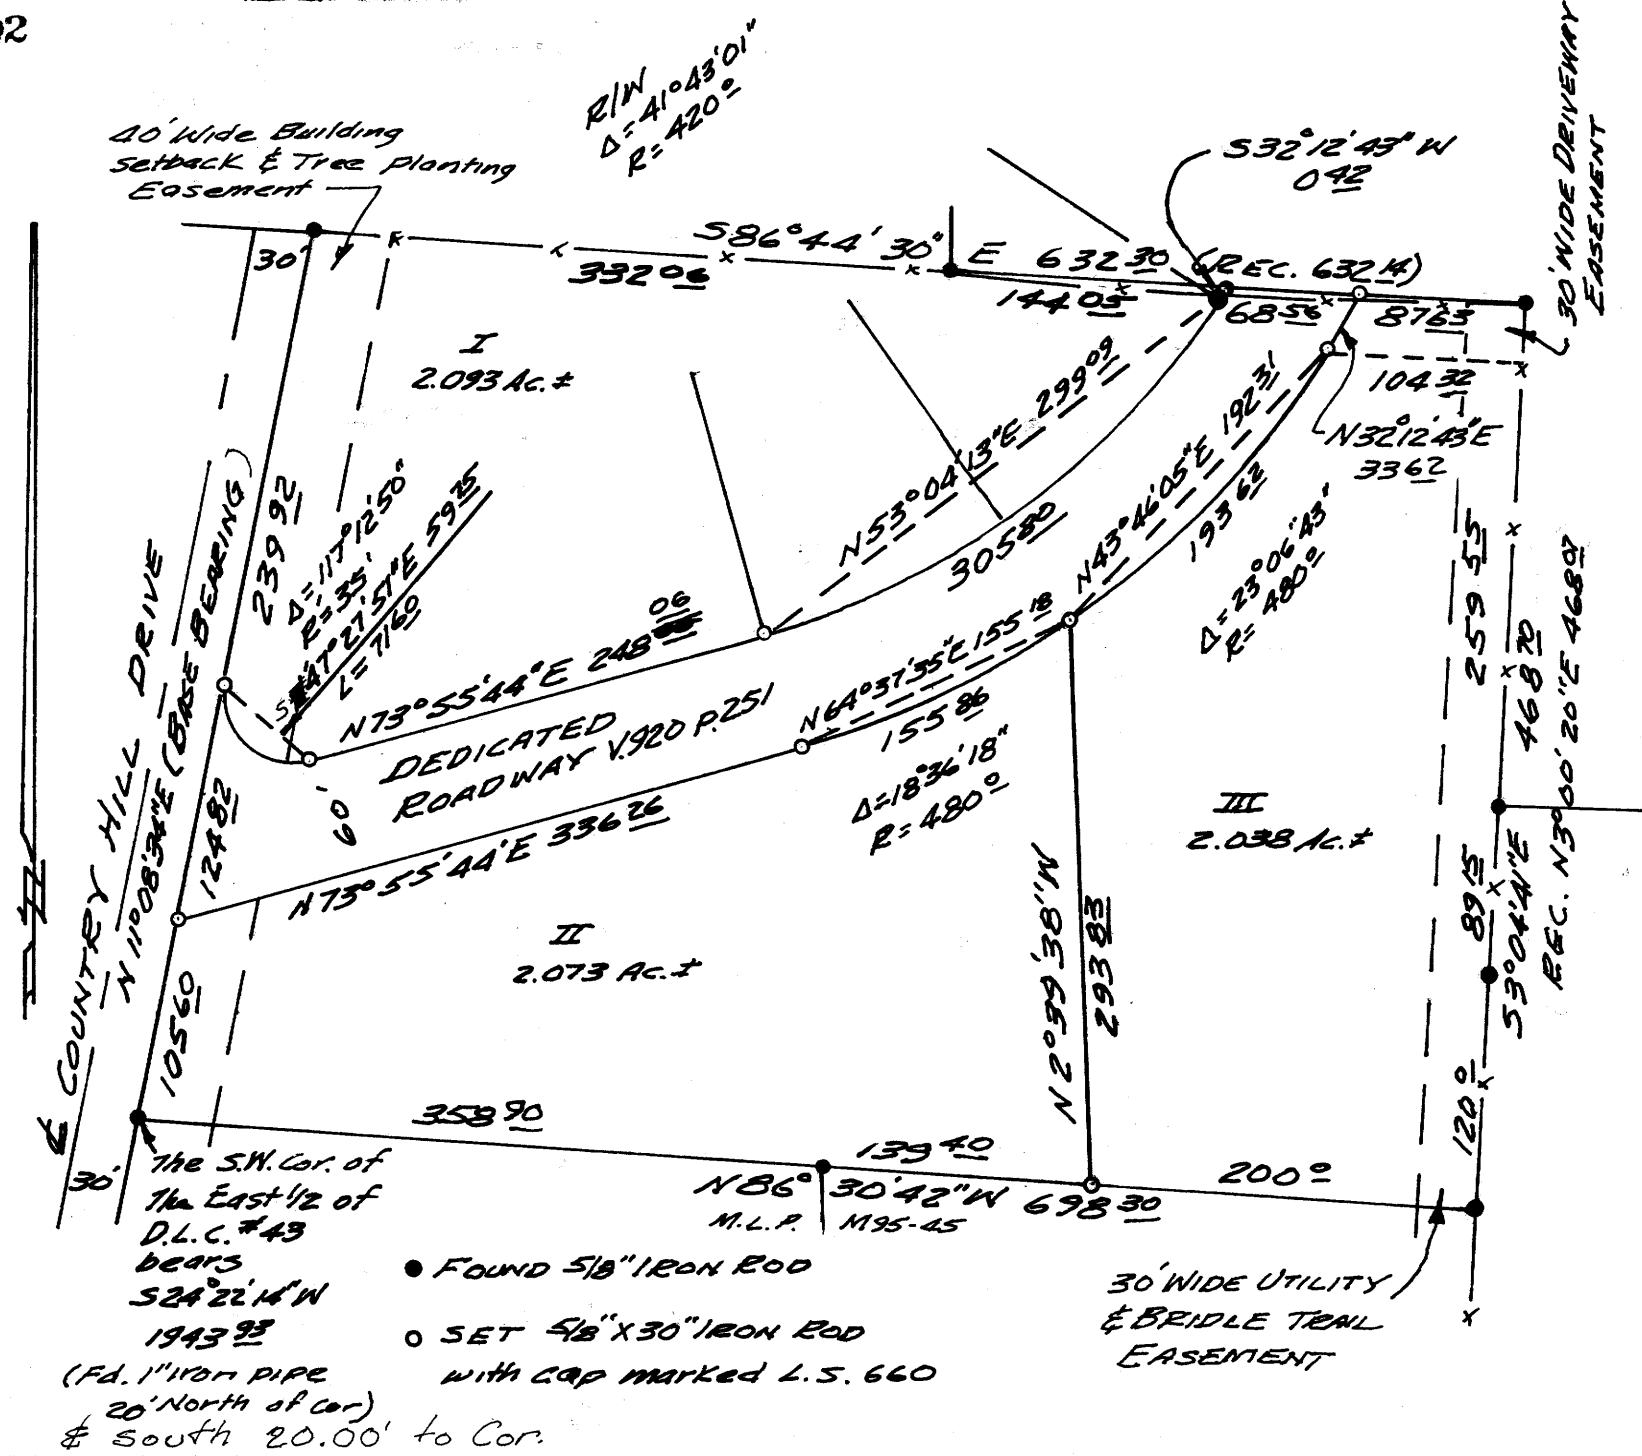 R/W
Δ=41°43'01"
R=420°
40' Wide Building
setback & Tree Planting
Easement
S32°12'43" W
0 42
30' WIDE DRIVEWAY
EASEMENT
30'
S86°44'30" E 632 30 (REC. 632 14)
332 06
144 05
68 56
87 63
I
2.093 Ac.±
104 32
N32°12'43"E
33 62
N53°04'13"E 299 09
305 80
N43°46'05"E 192 31
193 62
Δ=23°06'43"
R=480°
239 92
Δ=117°12'50"
R=35'
S47°27'51"E 59 75
L=71 60
N73°55'44"E 248 06
DEDICATED
ROADWAY V.920 P.251
60'
N64°37'35"E 155 18
155 86
Δ=18°36'18"
R=480°
N73°55'44"E 336 26
124 82
COUNTRY HILL DRIVE
N 11°08'34"E (BASE BEARING)
105 60
259 55
468 70
S3°04'41"E
REC. N3°00'20"E 468 07
89 15
120 0
III
2.038 Ac.±
II
2.073 Ac.±
N2°39'38"W
293 83
358 90
139 40
200 0
N86°30'42"W 698 30
M.L.P. M95-45
30'
The S.W. Cor. of
The East 1/2 of
D.L.C. #43
bears
S24°22'14"W
1943 93
(Fd. 1" iron pipe
20' North of Cor)
& South 20.00' to Cor.
● FOUND 5/8" IRON ROD
○ SET 5/8" X 30" IRON ROD
with cap marked L.S. 660
30' WIDE UTILITY
& BRIDLE TRAIL
EASEMENT